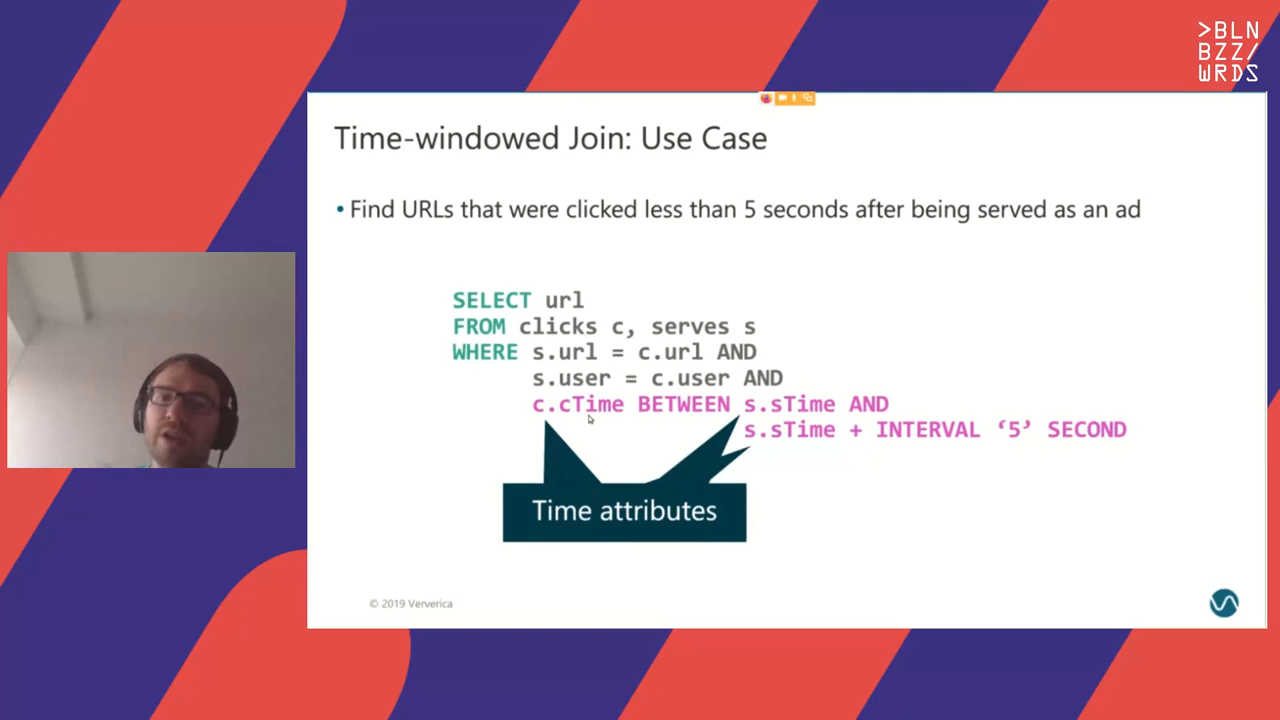 >BLN
BZZ/
WRDS
Time-windowed Join: Use Case
• Find URLs that were clicked less than 5 seconds after being served as an ad
SELECT url
FROM clicks c, serves s
WHERE s.url = c.url AND
s.user = c.user AND
c.cTime BETWEEN s.sTime AND
s.sTime + INTERVAL ‘5’ SECOND
Time attributes
© 2019 Ververica